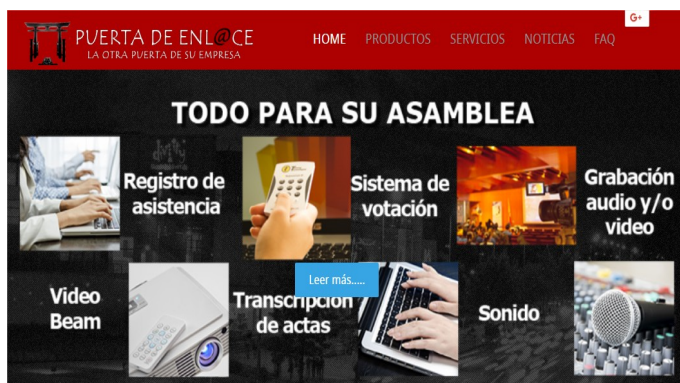 G+
PUERTA DE ENL@CE
LA OTRA PUERTA DE SU EMPRESA
HOME PRODUCTOS SERVICIOS NOTICIAS FAQ
TODO PARA SU ASAMBLEA
Registro de
asistencia
Sistema de
votación
Grabación
audio y/o
video
Video
Beam
Leer más.....
Transcripción
de actas
Sonido